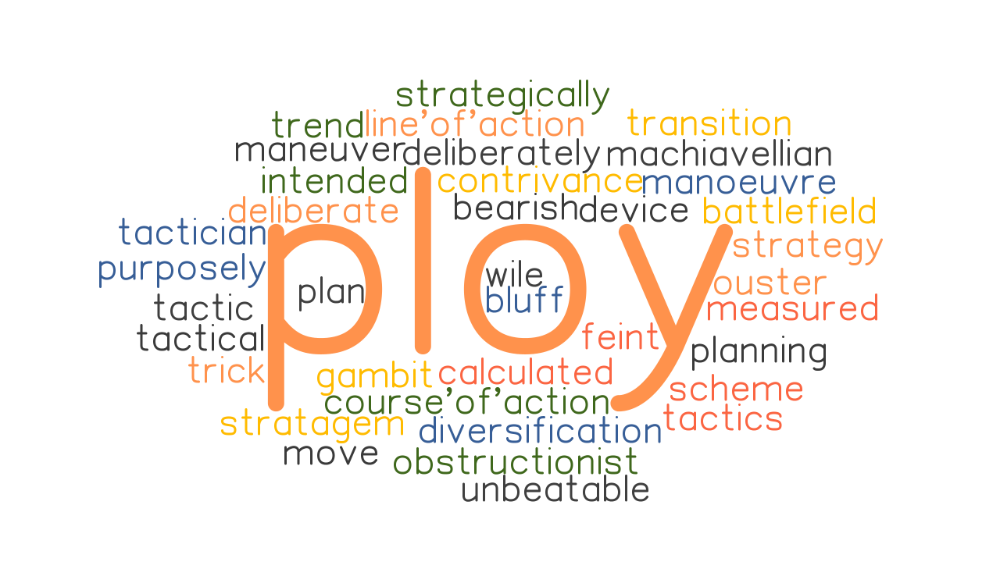 strategically
trend line'of'action transition
maneuver deliberately machiavellian
intended contrivance manoeuvre
deliberate bearish device battlefield
tactician strategy
purposely wile ouster
ploy
plan bluff measured
tactic
tactical feint planning
trick gambit calculated scheme
course'of'action tactics
stratagem diversification
move obstructionist
unbeatable